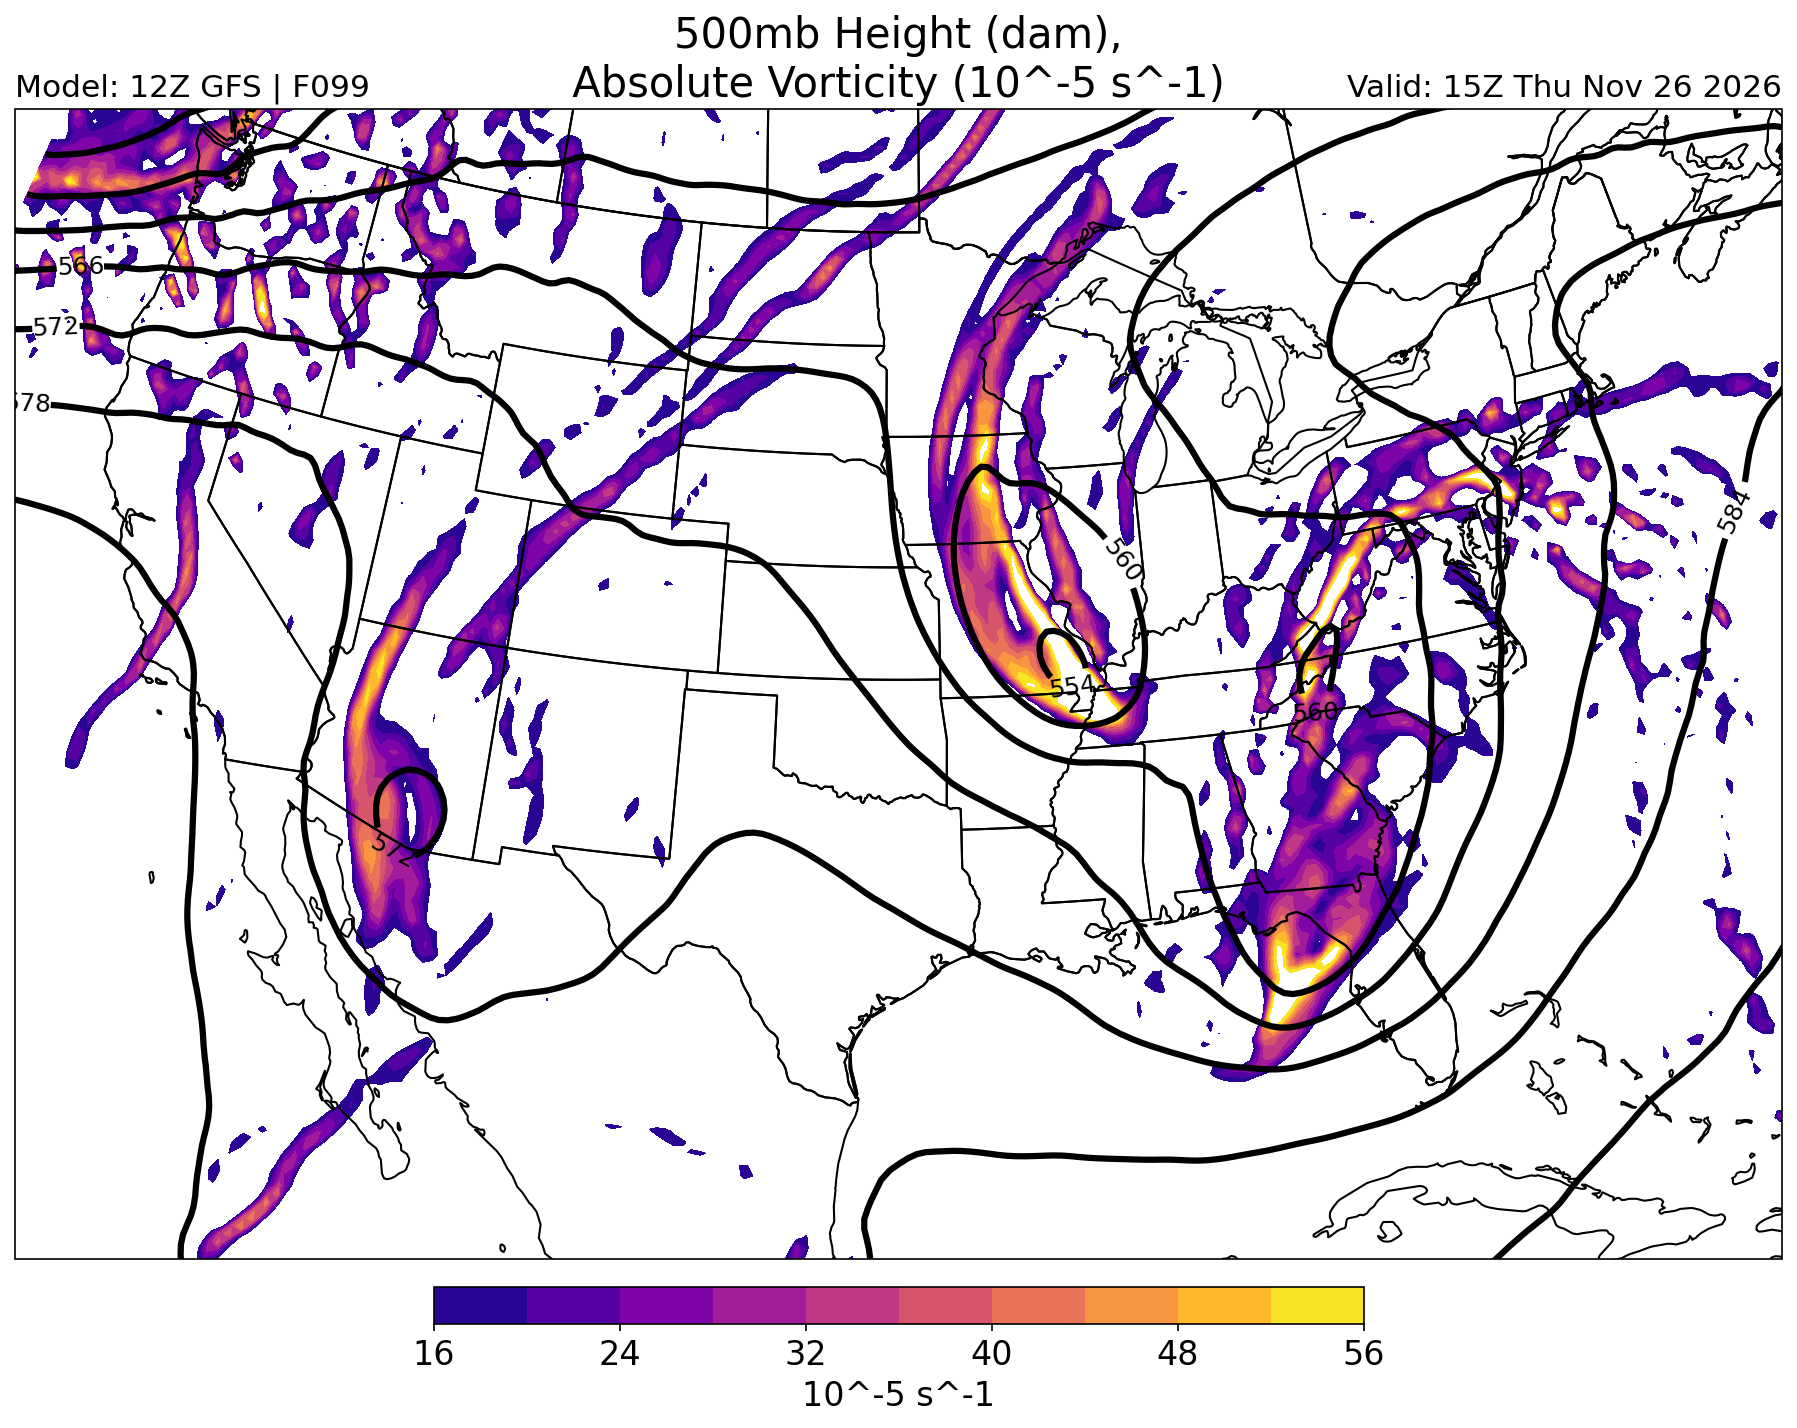 500mb Height (dam),
Model: 12Z GFS | F099
Absolute Vorticity (10^-5 s^-1)
Valid: 15Z Thu Nov 26 2026
566
572
578
584
560
554
560
572
16 24 32 40 48 56
10^-5 s^-1